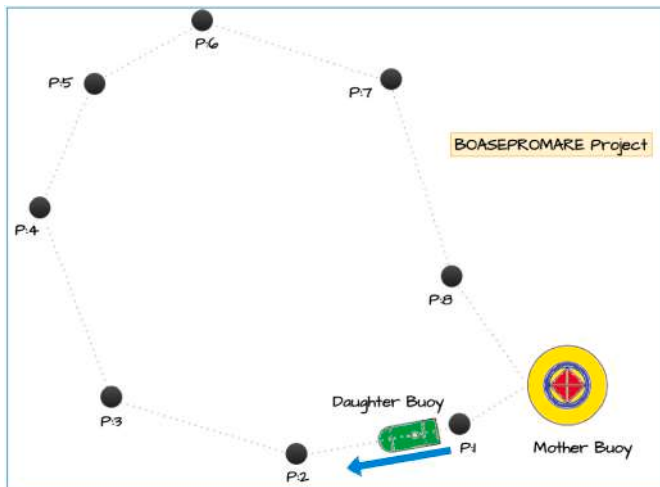 P:6
P:5
P:7
BOASEPROMARE Project
P:4
P:8
Daughter Buoy
P:3
P:1
Mother Buoy
P:2